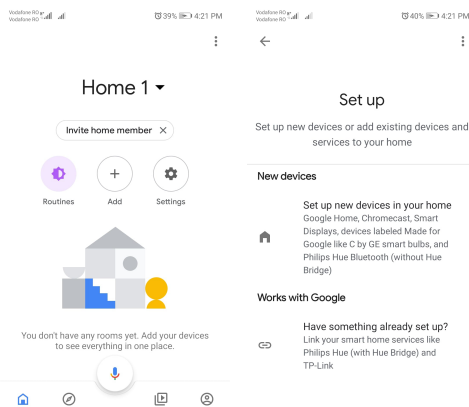 Vodafone RO
Vodafone RO
39%
4:21 PM
Home 1
Invite home member
Routines
Add
Settings
You don't have any rooms yet. Add your devices
to see everything in one place.
Vodafone RO
Vodafone RO
40%
4:21 PM
Set up
Set up new devices or add existing devices and
services to your home
New devices
Set up new devices in your home
Google Home, Chromecast, Smart
Displays, devices labeled Made for
Google like C by GE smart bulbs, and
Philips Hue Bluetooth (without Hue
Bridge)
Works with Google
Have something already set up?
Link your smart home services like
Philips Hue (with Hue Bridge) and
TP-Link